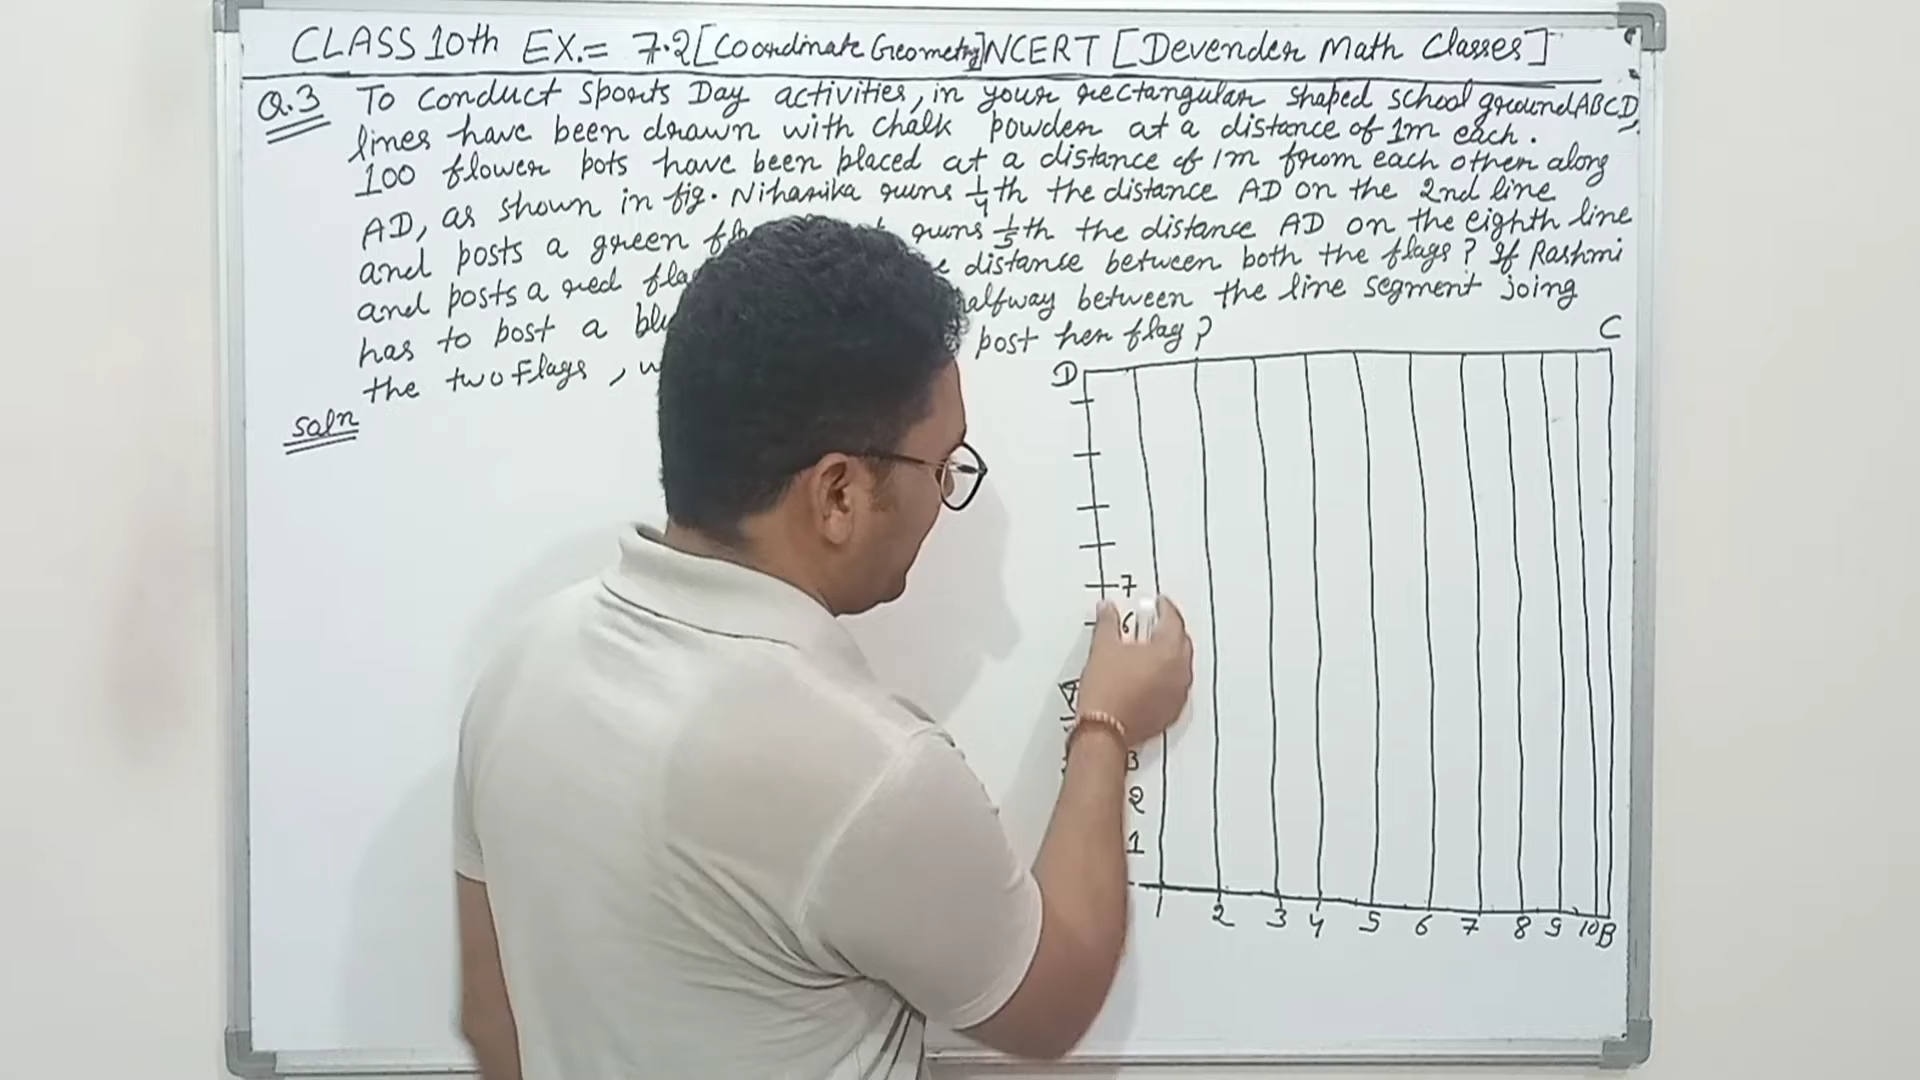 CLASS 10th EX.= 7.2 [Coordinate Geometry] NCERT [Devender Math Classes]
Q.3 To conduct Sports Day activities, in your rectangular shaped school ground ABCD,
lines have been drawn with chalk powder at a distance of 1m each.
100 flower pots have been placed at a distance of 1m from each other along
AD, as shown in fig. Niharika runs 1/4 th the distance AD on the 2nd line
and posts a green runs 1/5 th the distance AD on the eighth line
and posts a red distance between both the flags? If Rashmi
has to post a halfway between the line segment joing
the two Flags, post her flag?
Soln
D C
7
6
3
2
1
1 2 3 4 5 6 7 8 9 10 B